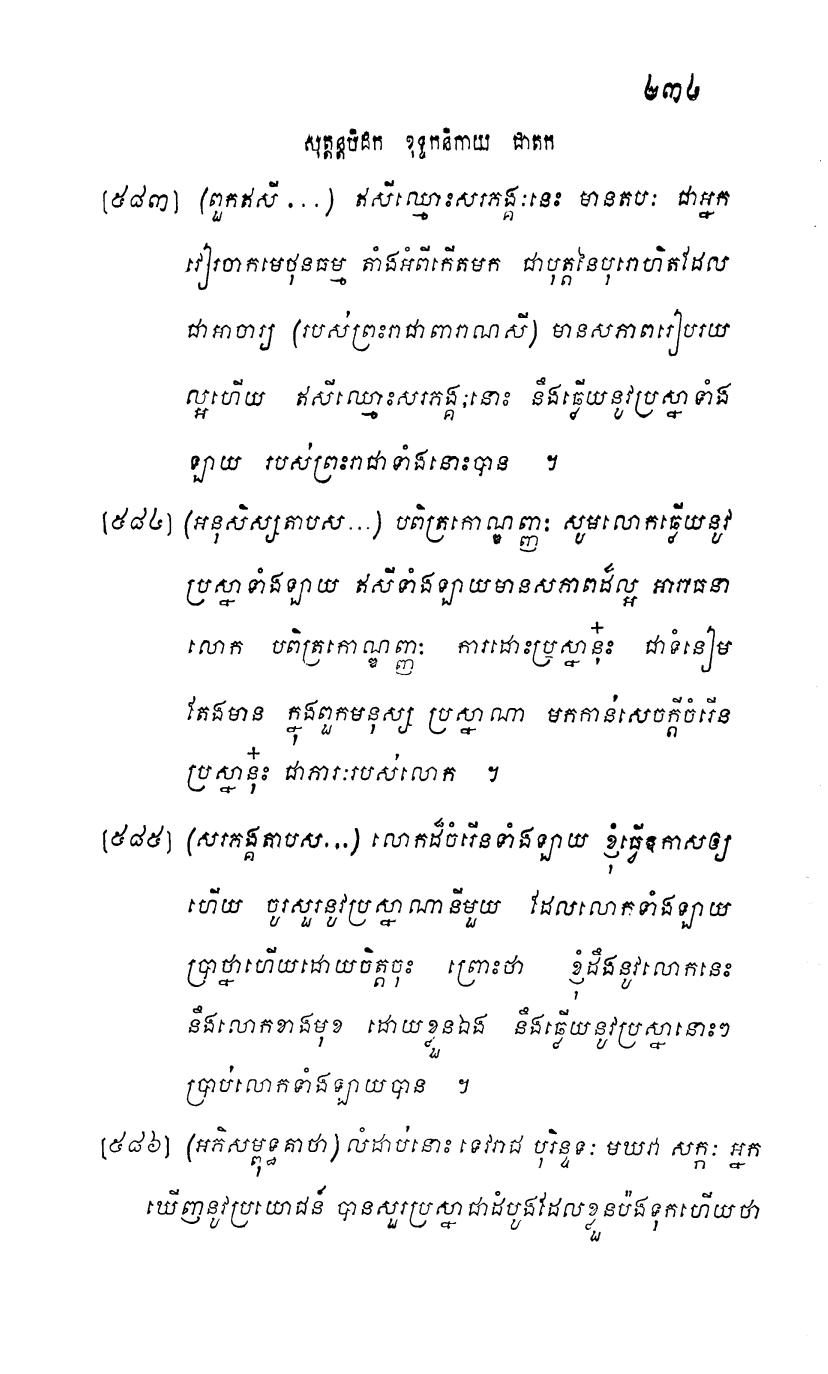 ២៣៤
សុត្តន្តបិដក ខុទ្ទកនិកាយ ជាតក
[៥៨៣] (ពួកឥសី ...) ឥសីឈ្មោះសរភង្គៈនេះ មានតបៈ ជាអ្នក
វៀរចាកមេថុនធម្ម តាំងអំពីកើតមក ជាបុត្តនៃបុរោហិតដែល
ជាអាចារ្យ (របស់ព្រះរាជាពារាណសី) មានសភាពរៀបរយ
ល្អហើយ ឥសីឈ្មោះសរភង្គៈនោះ នឹងធ្លើយនូវប្រស្នាទាំង
ឡាយ របស់ព្រះរាជាទាំងនោះបាន ។
[៥៨៤] (អនុសិស្សតាបស...) បពិត្រកោណ្ឌញ្ញៈ សូមលោកធ្លើយនូវ
ប្រស្នាទាំងឡាយ ឥសីទាំងឡាយមានសភាពដ៏ល្អ អារាធនា
លោក បពិត្រកោណ្ឌញ្ញៈ ការដោះប្រស្នានុ៎ះ ជាទំនៀម
តែងមាន ក្នុងពួកមនុស្ស ប្រស្នាណា មកកាន់សេចក្តីចំរើន
ប្រស្នានុ៎ះ ជាភារៈរបស់លោក ។
[៥៨៥] (សរភង្គតាបស...) លោកដ៏ចំរើនទាំងឡាយ ខ្ញុំធ្វើឱកាសឲ្យ
ហើយ ចូរសួរនូវប្រស្នាណានីមួយ ដែលលោកទាំងឡាយ
ប្រាថ្នាហើយដោយចិត្តចុះ ព្រោះថា ខ្ញុំដឹងនូវលោកនេះ
នឹងលោកខាងមុខ ដោយខ្លួនឯង នឹងធ្លើយនូវប្រស្នានោះៗ
ប្រាប់លោកទាំងឡាយបាន ។
[៥៨៦] (អភិសម្ពុទ្ធគាថា) លំដាប់នោះ ទេវរាជ បុរិន្ទទៈ មឃវា សក្កៈ អ្នក
ឃើញនូវប្រយោជន៍ បានសួរប្រស្នាជាដំបូងដែលខ្លួនប៉ងទុកហើយថា